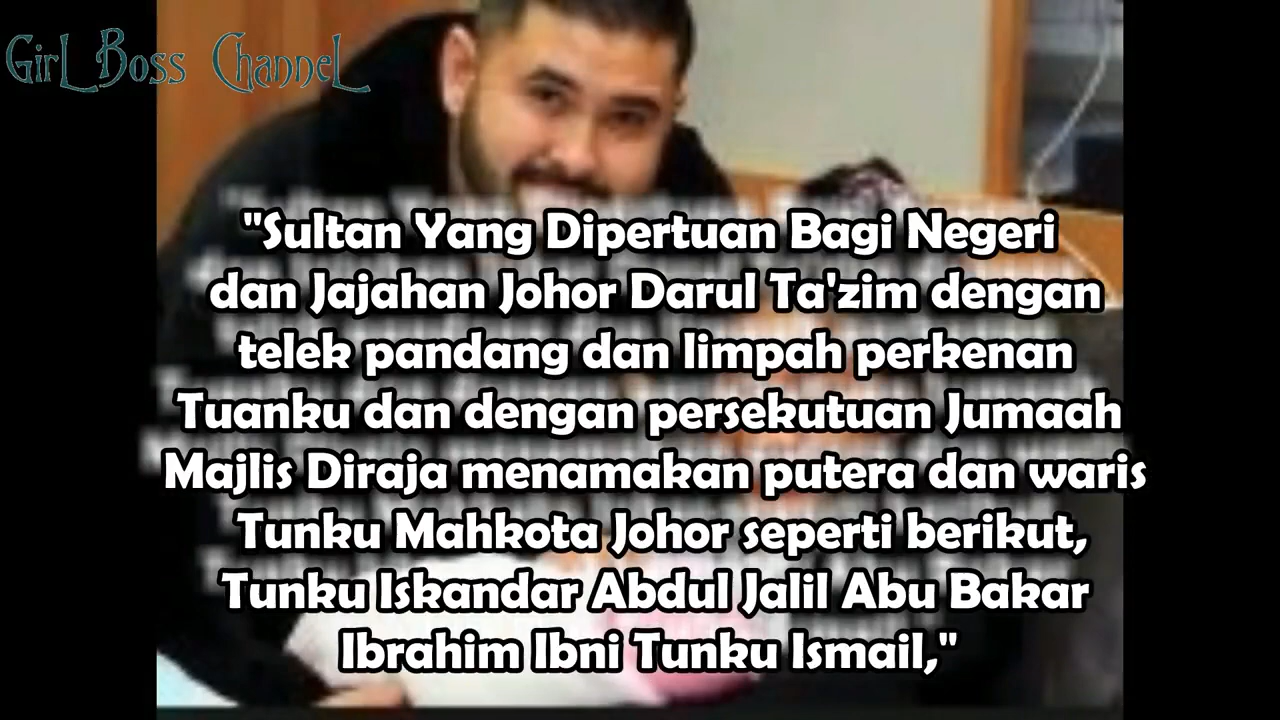 Girl Boss Channel
"Sultan Yang Dipertuan Bagi Negeri
dan Jajahan Johor Darul Ta'zim dengan
telek pandang dan limpah perkenan
Tuanku dan dengan persekutuan Jumaah
Majlis Diraja menamakan putera dan waris
Tunku Mahkota Johor seperti berikut,
Tunku Iskandar Abdul Jalil Abu Bakar
Ibrahim Ibni Tunku Ismail,"